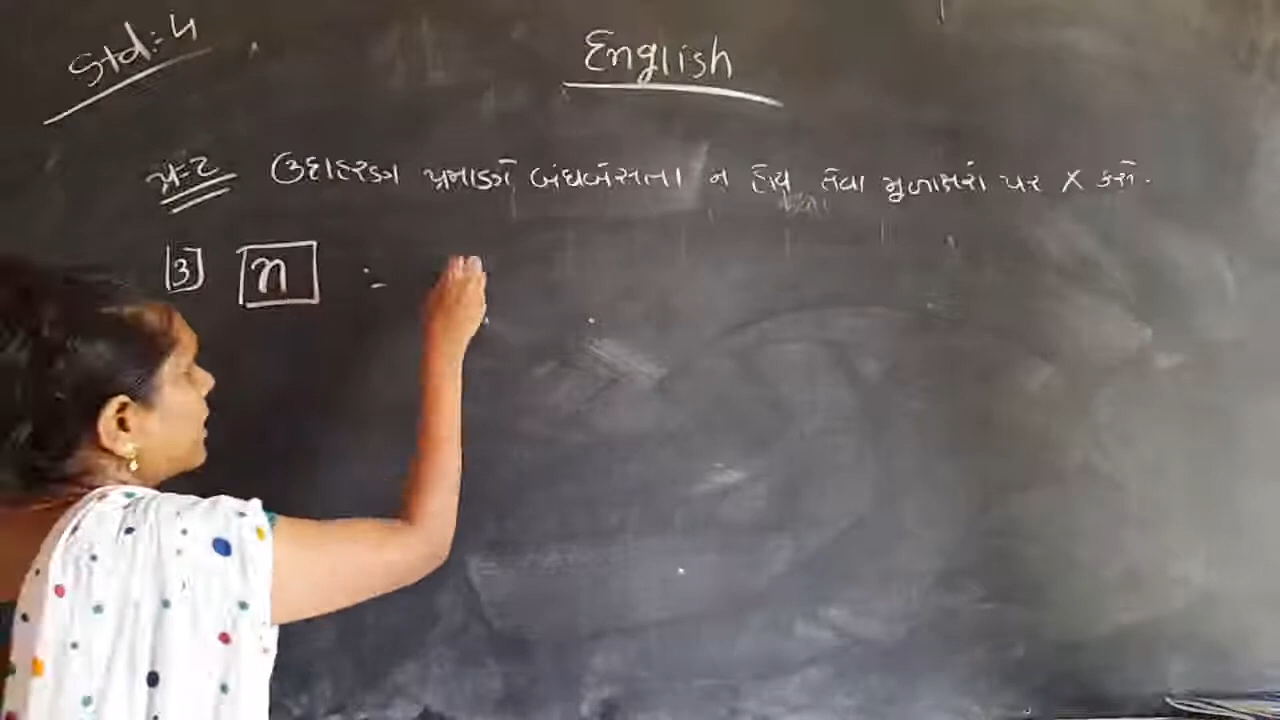 Std:-4
English
પ્ર-૨ ઉદાહરણ પ્રમાણે બંધબેસતા ન હોય તેવા મુળાક્ષરો પર X કરો.
[3] n :-